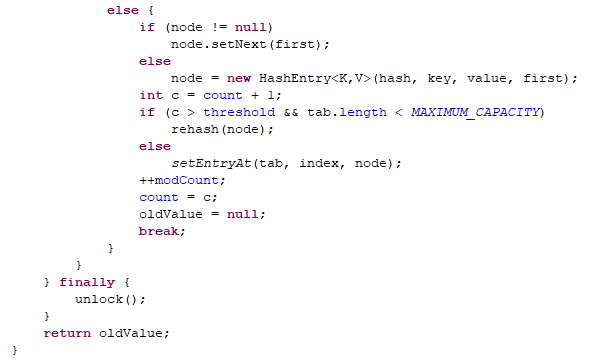 else {
if (node != null)
node.setNext(first);
else
node = new HashEntry<K,V>(hash, key, value, first);
int c = count + 1;
if (c > threshold && tab.length < MAXIMUM_CAPACITY)
rehash(node);
else
setEntryAt(tab, index, node);
++modCount;
count = c;
oldValue = null;
break;
}
}
} finally {
unlock();
}
return oldValue;
}